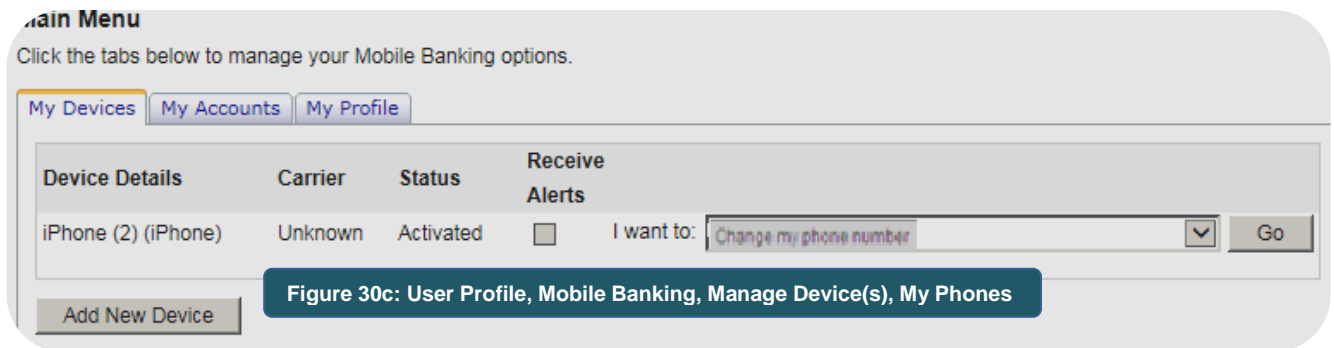 Main Menu
Click the tabs below to manage your Mobile Banking options.
My Devices My Accounts My Profile
Device Details Carrier Status Receive Alerts
iPhone (2) (iPhone) Unknown Activated I want to: Change my phone number Go
Figure 30c: User Profile, Mobile Banking, Manage Device(s), My Phones
Add New Device